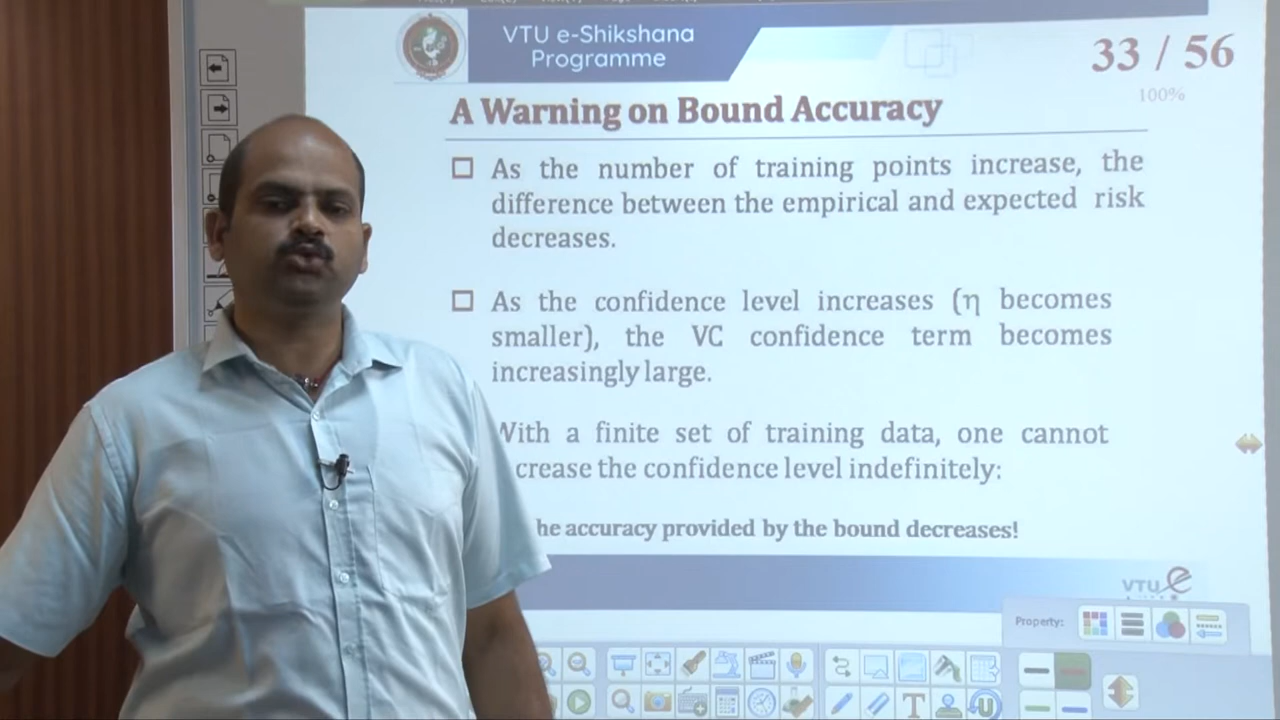 VTU e-Shikshana
Programme
33 / 56
100%
A Warning on Bound Accuracy
As the number of training points increase, the
difference between the empirical and expected risk
decreases.
As the confidence level increases (η becomes
smaller), the VC confidence term becomes
increasingly large.
With a finite set of training data, one cannot
crease the confidence level indefinitely:
he accuracy provided by the bound decreases!
VTU e
Property:
T
U